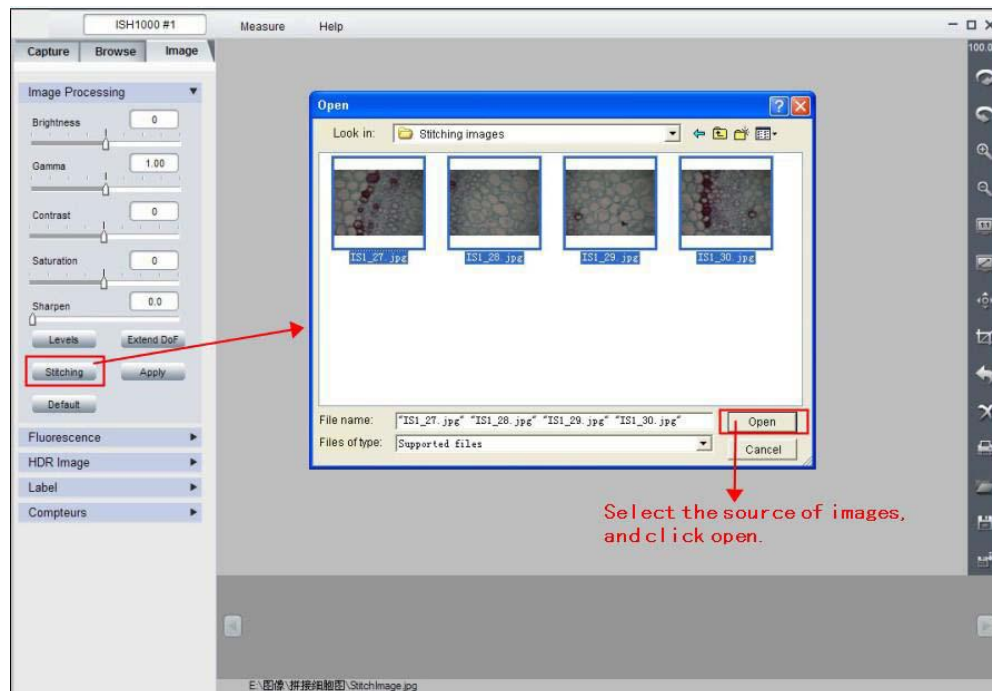 ISH1000 #1
Measure
Help
Capture
Browse
Image
100.0
Image Processing
Brightness
0
Gamma
1.00
Contrast
0
Saturation
0
Sharpen
0.0
Levels
Extend DoF
Stitching
Apply
Default
Fluorescence
HDR Image
Label
Compteurs
Open
Look in:
Stitching images
IS1_27.jpg
IS1_28.jpg
IS1_29.jpg
IS1_30.jpg
File name:
"IS1_27.jpg" "IS1_28.jpg" "IS1_29.jpg" "IS1_30.jpg"
Open
Files of type:
Supported files
Cancel
Select the source of images,
and click open.
1:1
E:\图像\拼接细胞图\StitchImage.jpg